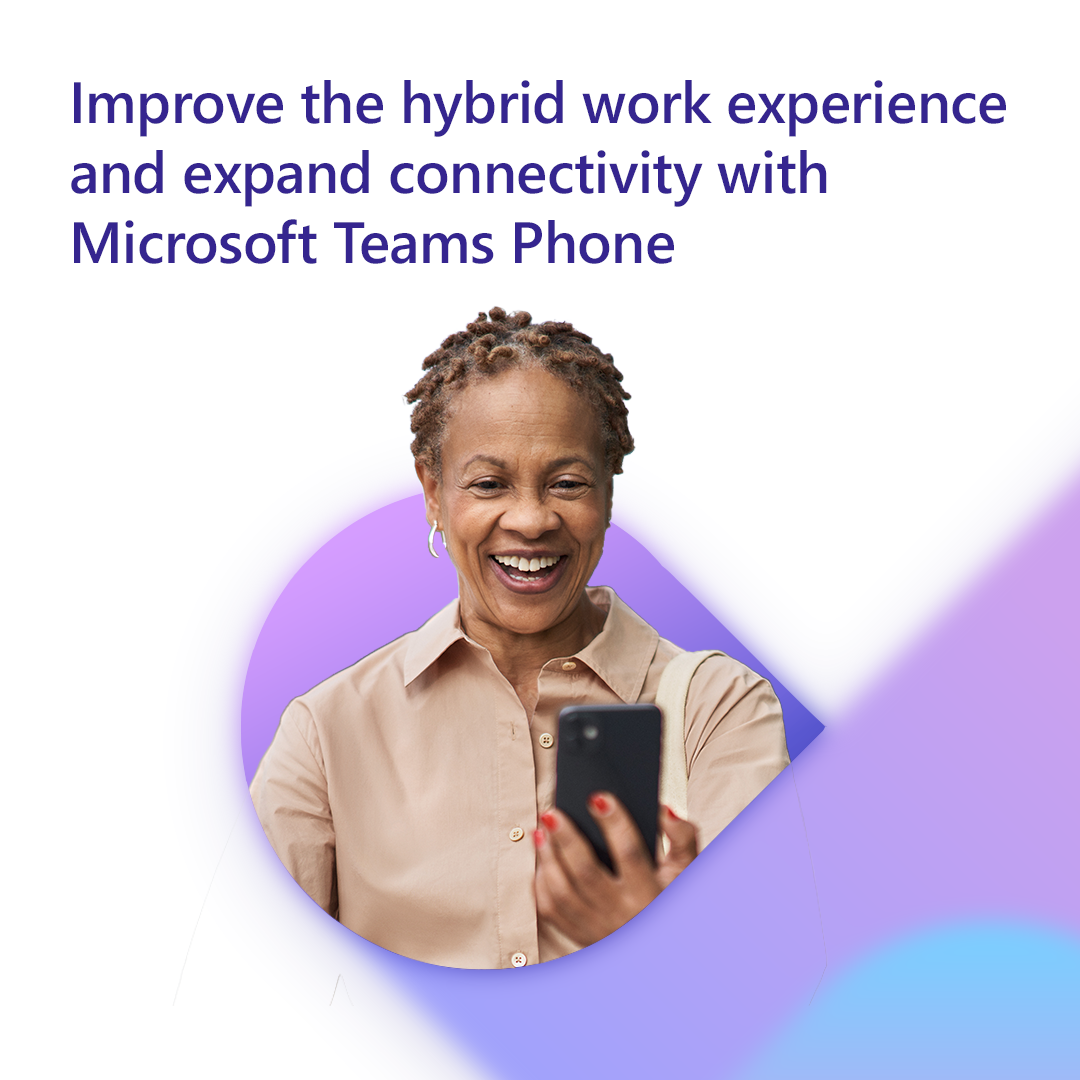 Improve the hybrid work experience
and expand connectivity with
Microsoft Teams Phone